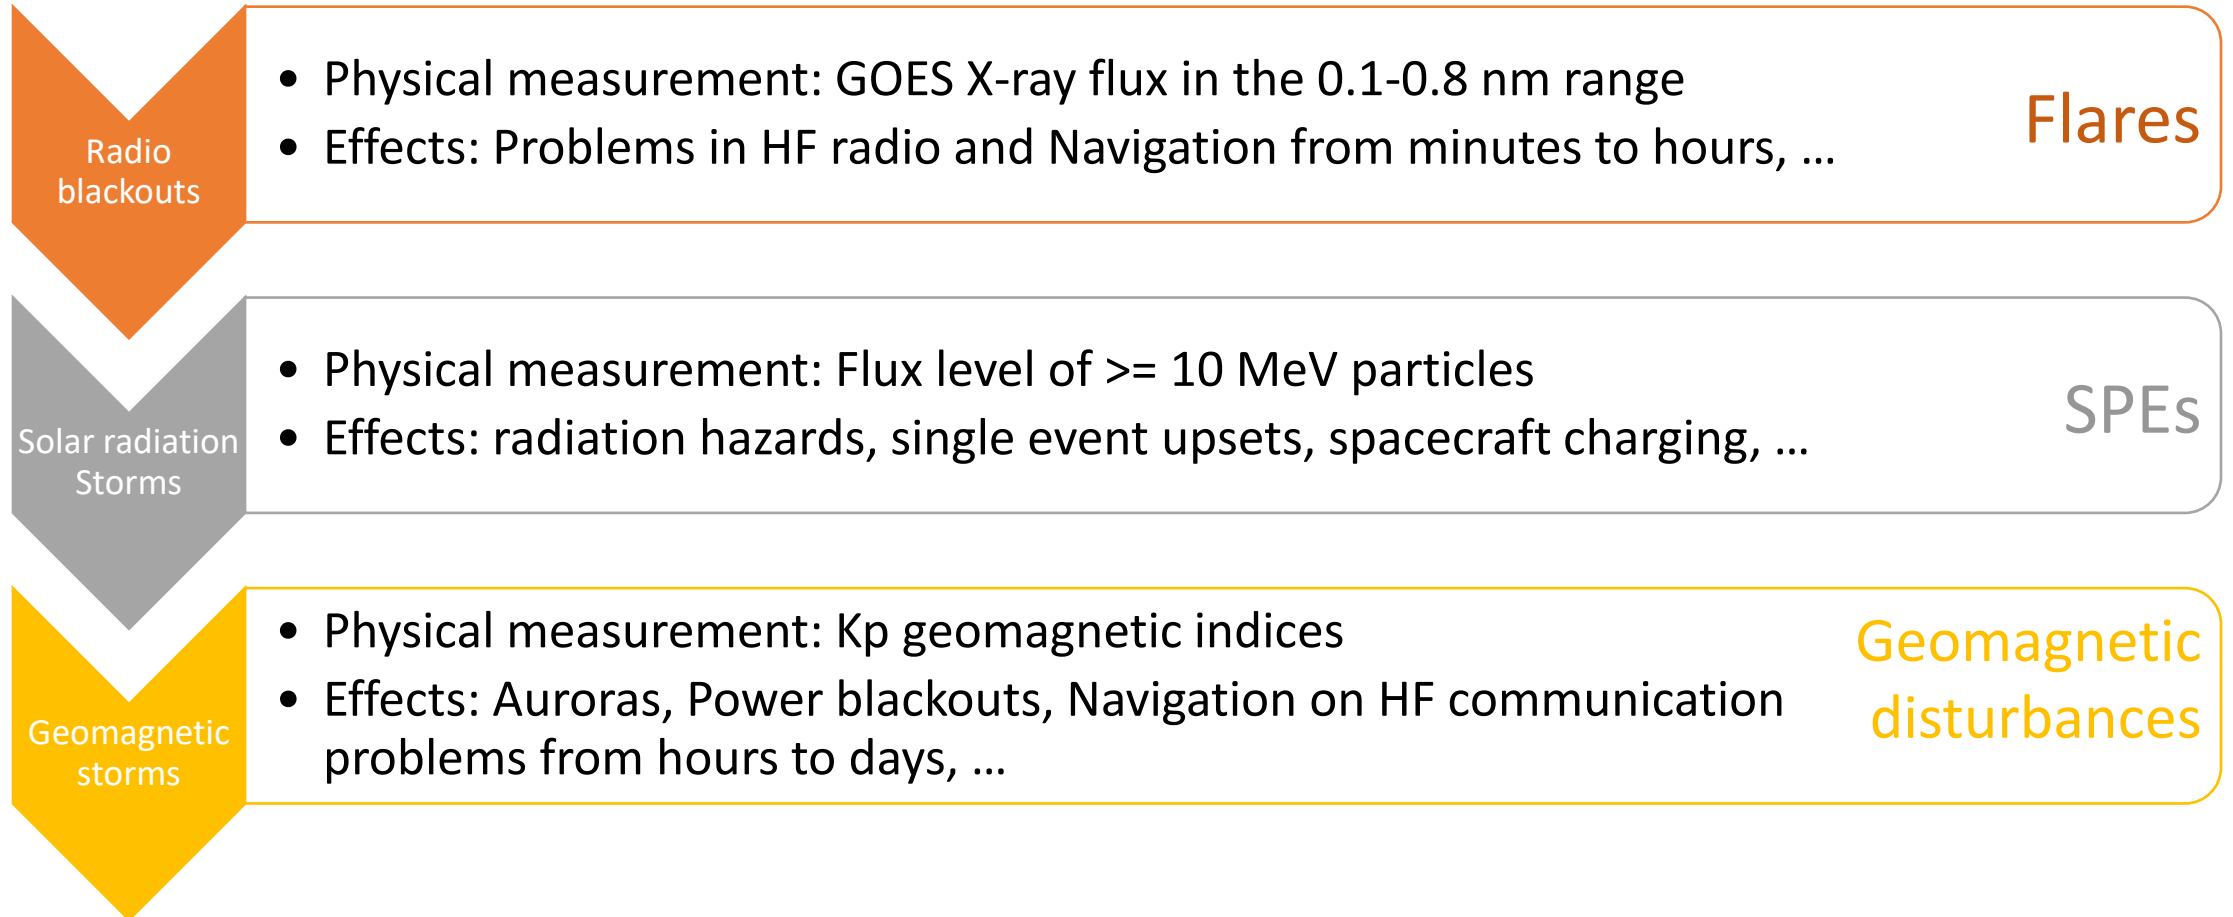 Radio
blackouts
• Physical measurement: GOES X-ray flux in the 0.1-0.8 nm range
• Effects: Problems in HF radio and Navigation from minutes to hours, ...
Flares
Solar radiation
Storms
• Physical measurement: Flux level of >= 10 MeV particles
• Effects: radiation hazards, single event upsets, spacecraft charging, ...
SPEs
Geomagnetic
storms
• Physical measurement: Kp geomagnetic indices
• Effects: Auroras, Power blackouts, Navigation on HF communication
problems from hours to days, ...
Geomagnetic
disturbances